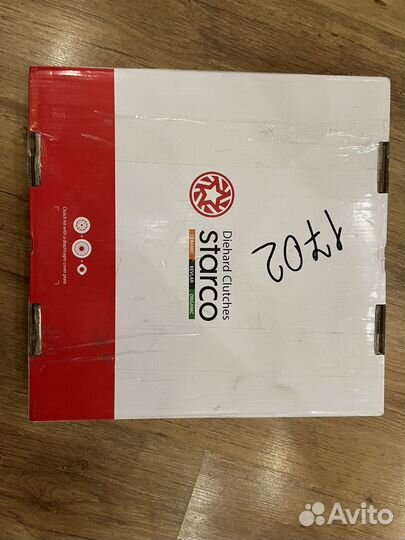 Diehard Clutches
starco
CERAMIC KEVLAR ORGANIC
1702
Clutch kit with a diaphragm cover plate
Avito